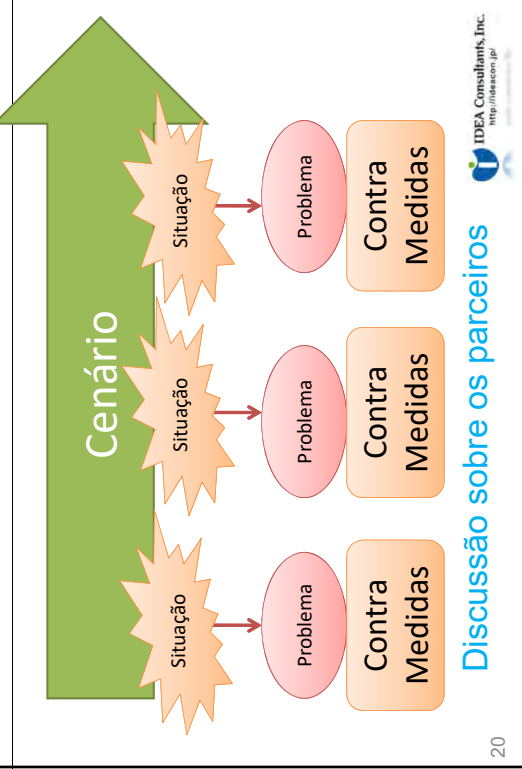 Cenário
Situação
Situação
Situação
Problema
Problema
Problema
Contra
Medidas
Contra
Medidas
Contra
Medidas
Discussão sobre os parceiros
IDEA Consultants, Inc.
http://ideacon.jp/
20